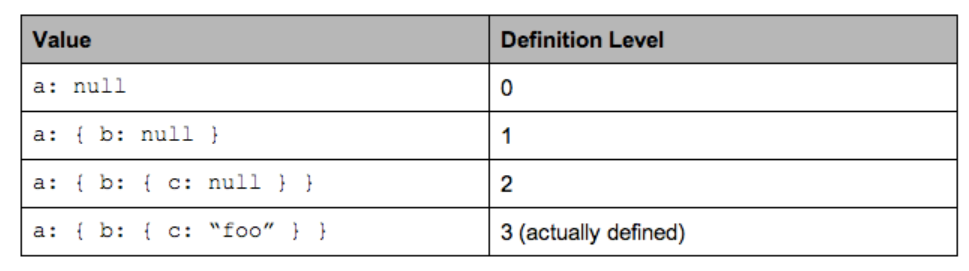 Value Definition Level
a: null 0
a: { b: null } 1
a: { b: { c: null } } 2
a: { b: { c: “foo” } } 3 (actually defined)